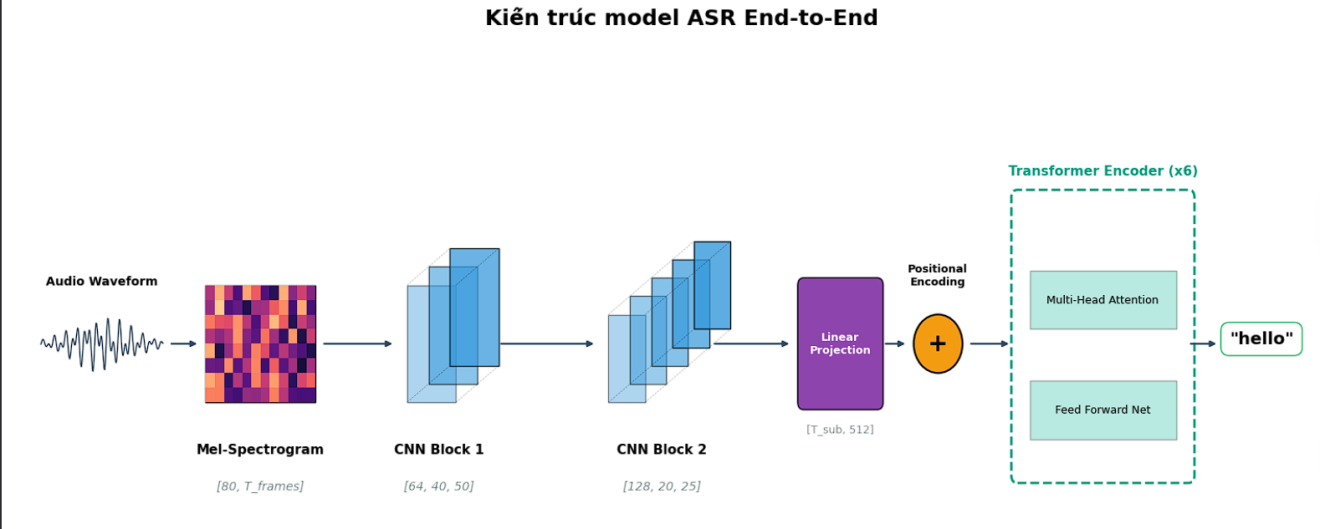 Kiến trúc model ASR End-to-End
Transformer Encoder (x6)
Audio Waveform
Positional
Encoding
Multi-Head Attention
Linear
Projection
+
"hello"
Feed Forward Net
[T_sub, 512]
Mel-Spectrogram
CNN Block 1
CNN Block 2
[80, T_frames]
[64, 40, 50]
[128, 20, 25]